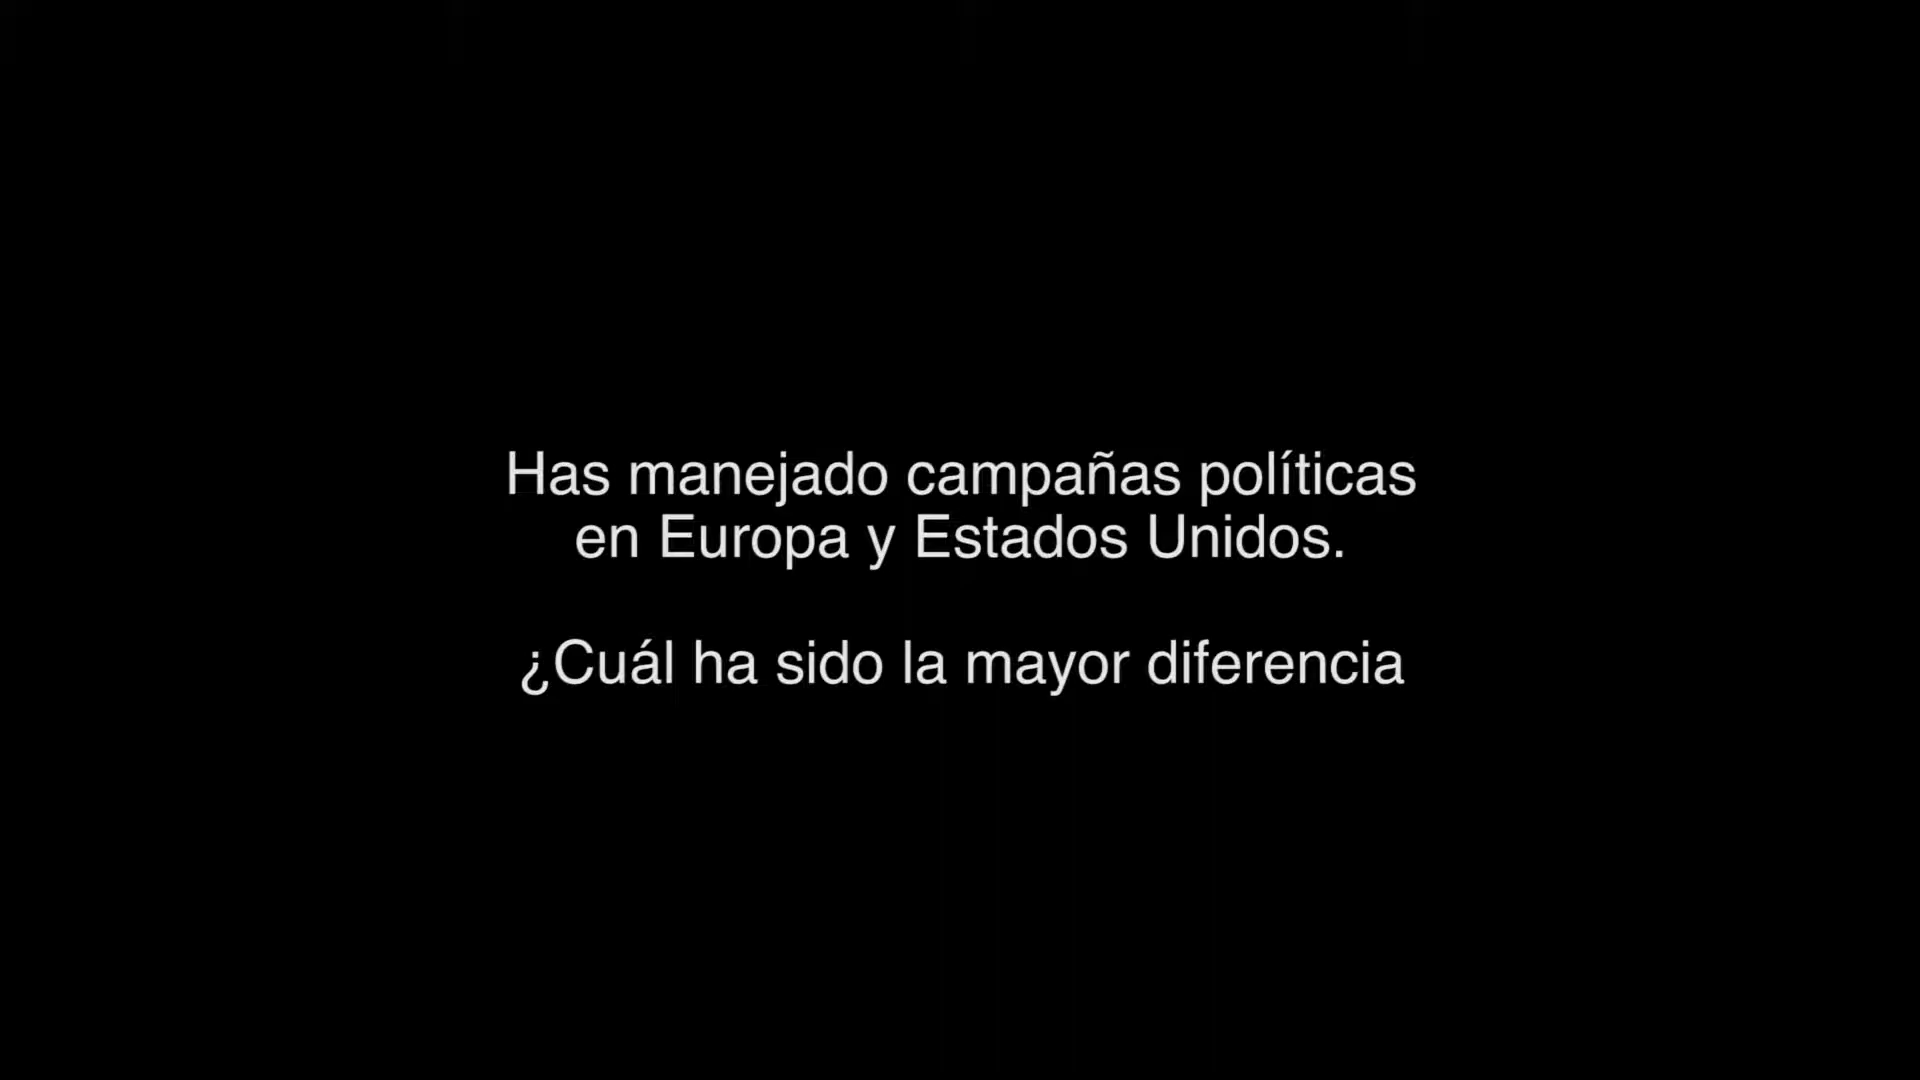 Has manejado campañas políticas
en Europa y Estados Unidos.
¿Cuál ha sido la mayor diferencia